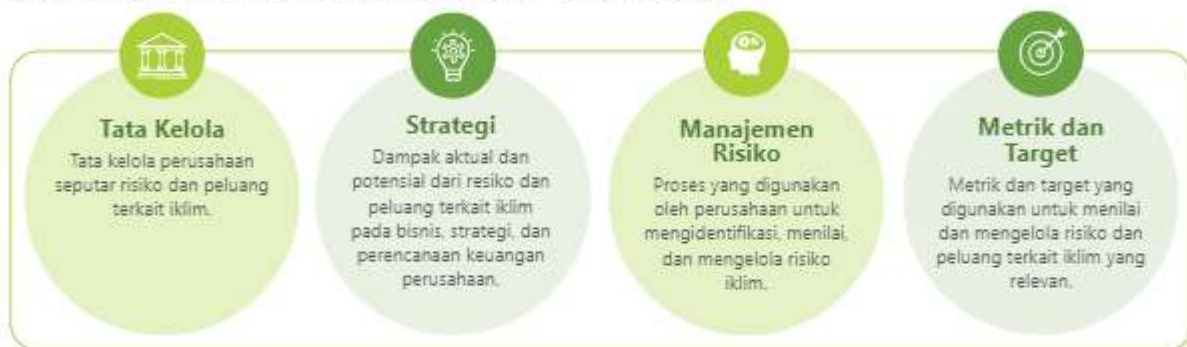 Tata Kelola
Tata kelola perusahaan
seputar risiko dan peluang
terkait iklim.
Strategi
Dampak aktual dan
potensial dari resiko dan
peluang terkait iklim
pada bisnis, strategi, dan
perencanaan keuangan
perusahaan.
Manajemen
Risiko
Proses yang digunakan
oleh perusahaan untuk
mengidentifikasi, menilai,
dan mengelola risiko
iklim.
Metrik dan
Target
Metrik dan target yang
digunakan untuk menilai
dan mengelola risiko dan
peluang terkait iklim yang
relevan.